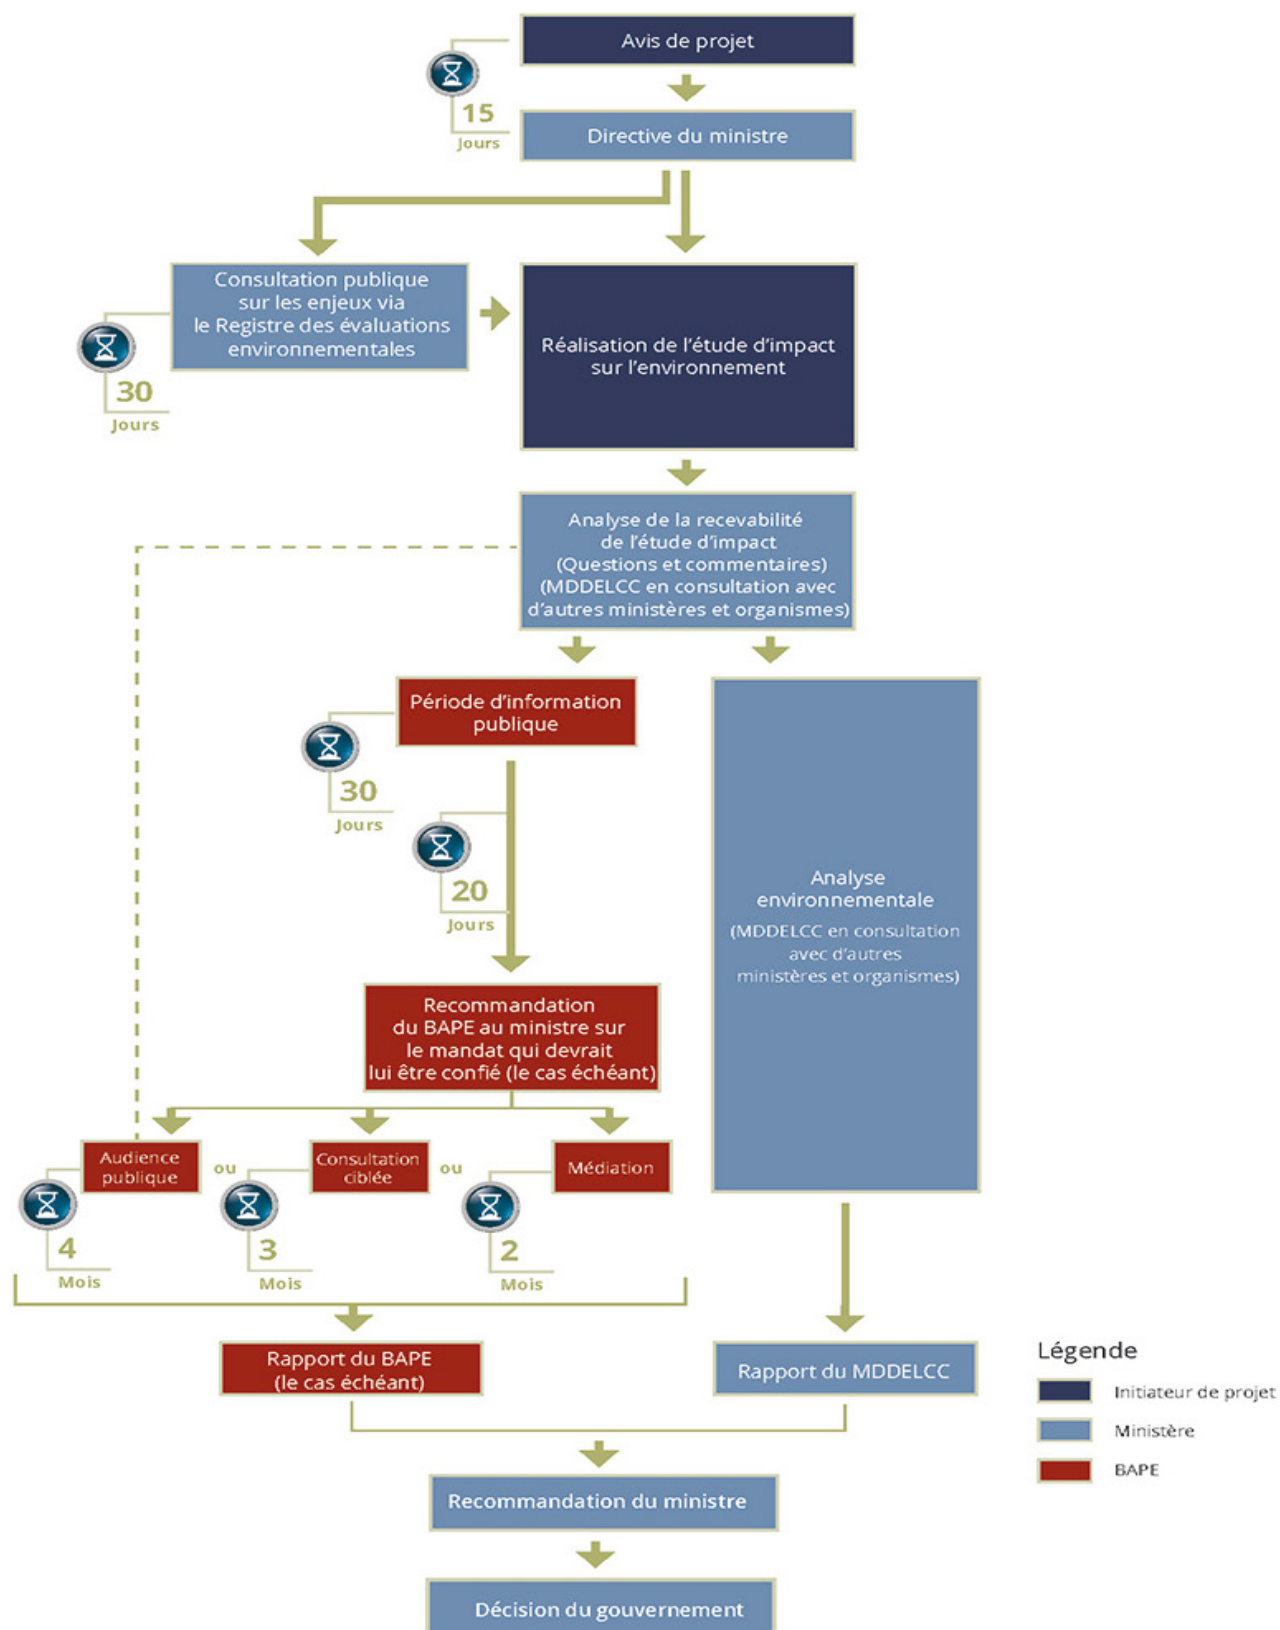 Avis de projet
15
Jours
Directive du ministre
Consultation publique
sur les enjeux via
le Registre des évaluations
environnementales
30
Jours
Réalisation de l'étude d'impact
sur l'environnement
Analyse de la recevabilité
de l'étude d'impact
(Questions et commentaires)
(MDDELCC en consultation avec
d'autres ministères et organismes)
Période d'information
publique
30
Jours
20
Jours
Analyse
environnementale
(MDDELCC en consultation
avec d'autres
ministères et organismes)
Recommandation
du BAPE au ministre sur
le mandat qui devrait
lui être confié (le cas échéant)
Audience
publique
ou
Consultation
ciblée
ou
Médiation
4
Mois
3
Mois
2
Mois
Rapport du BAPE
(le cas échéant)
Rapport du MDDELCC
Légende
Initiateur de projet
Ministère
BAPE
Recommandation du ministre
Décision du gouvernement